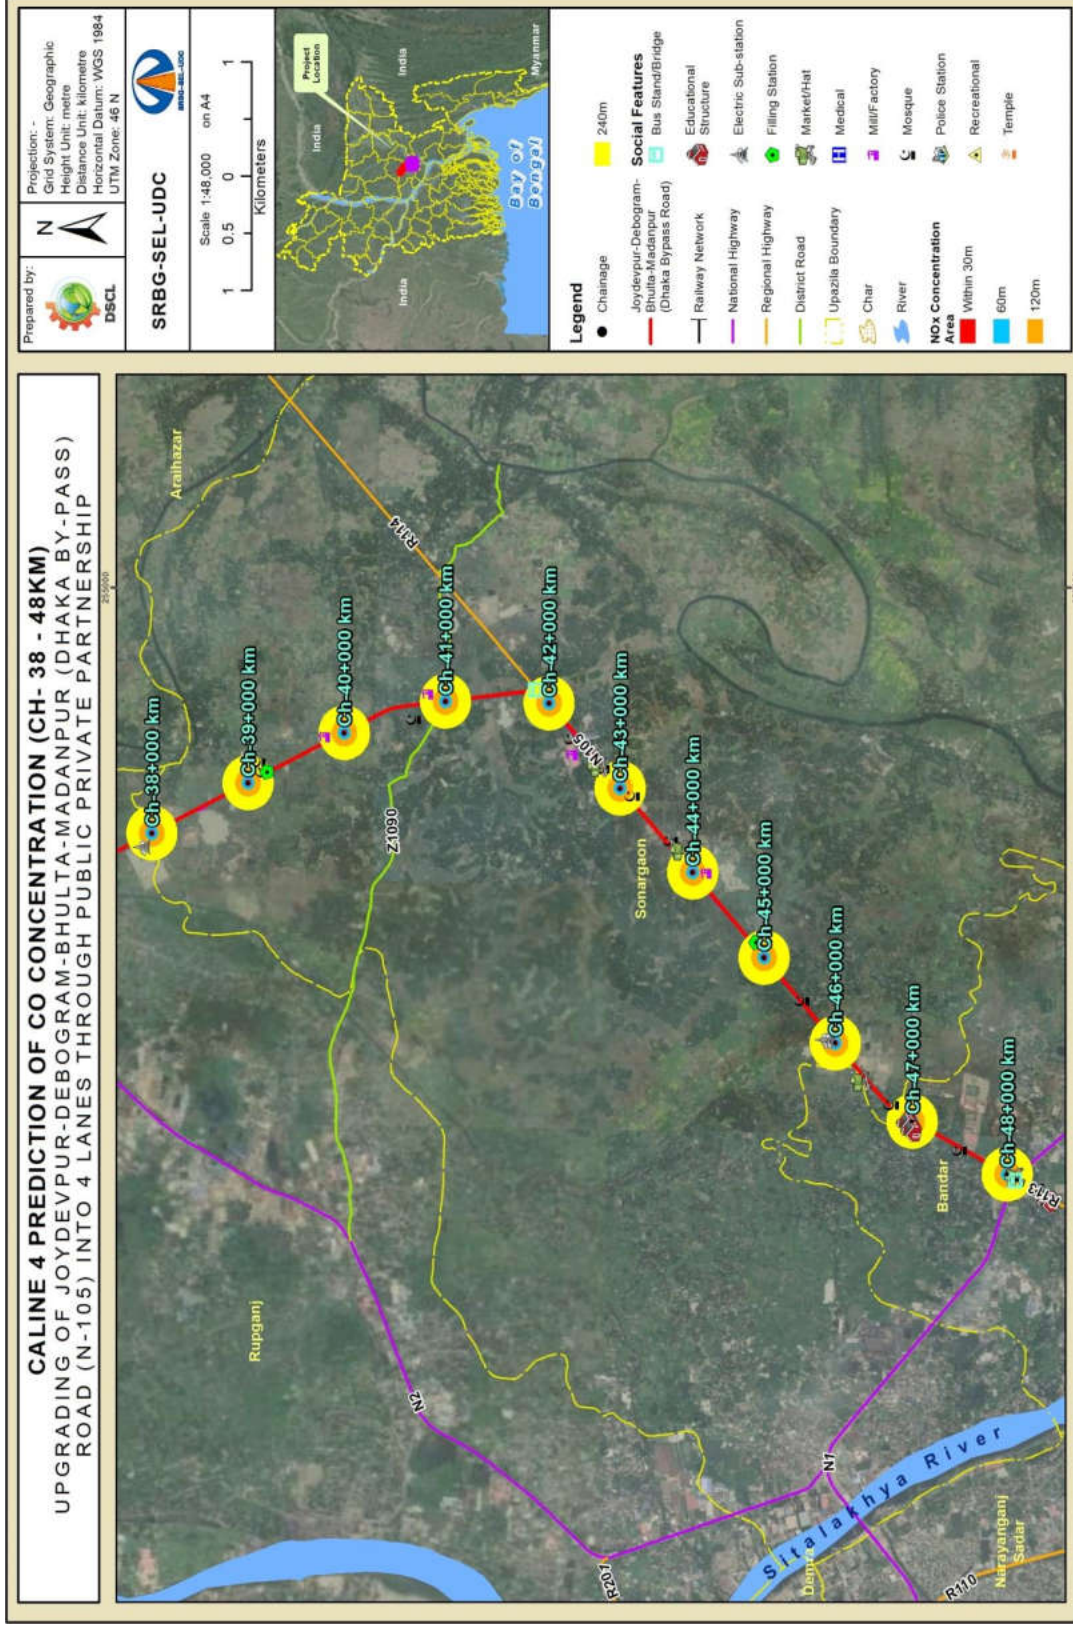 CALINE 4 PREDICTION OF CO CONCENTRATION (CH- 38 - 48KM)
UPGRADING OF JOYDEVPUR-DEBOGRAM-BHULTA-MADANPUR (DHAKA BY-PASS)
ROAD (N-105) INTO 4 LANES THROUGH PUBLIC PRIVATE PARTNERSHIP
255000
Araihazar
Rupganj
Sonargaon
Bandar
Demra
Narayanganj
Sadar
Sitalakhya River
Ch-38+000 km
Ch-39+000 km
Ch-40+000 km
Ch-41+000 km
Ch-42+000 km
Ch-43+000 km
Ch-44+000 km
Ch-45+000 km
Ch-46+000 km
Ch-47+000 km
Ch-48+000 km
R114
Z1090
N105
N2
N1
R201
R110
R113
Prepared by:
DSCL
N
Projection: -
Grid System: Geographic
Height Unit: metre
Distance Unit: kilometre
Horizontal Datum: WGS 1984
UTM Zone: 46 N
SRBG-SEL-UDC
SRBG-SEL-UDC
Scale 1:48,000 on A4
1 0.5 0 1
Kilometers
Project
Location
India
India
India
Myanmar
Bay of
Bengal
Legend
Chainage
Joydevpur-Debogram-
Bhulta-Madanpur
(Dhaka Bypass Road)
Railway Network
National Highway
Regional Highway
District Road
Upazila Boundary
Char
River
NOx Concentration
Area
Within 30m
60m
120m
240m
Social Features
Bus Stand/Bridge
Educational
Structure
Electric Sub-station
Filling Station
Market/Hat
Medical
Mill/Factory
Mosque
Police Station
Recreational
Temple